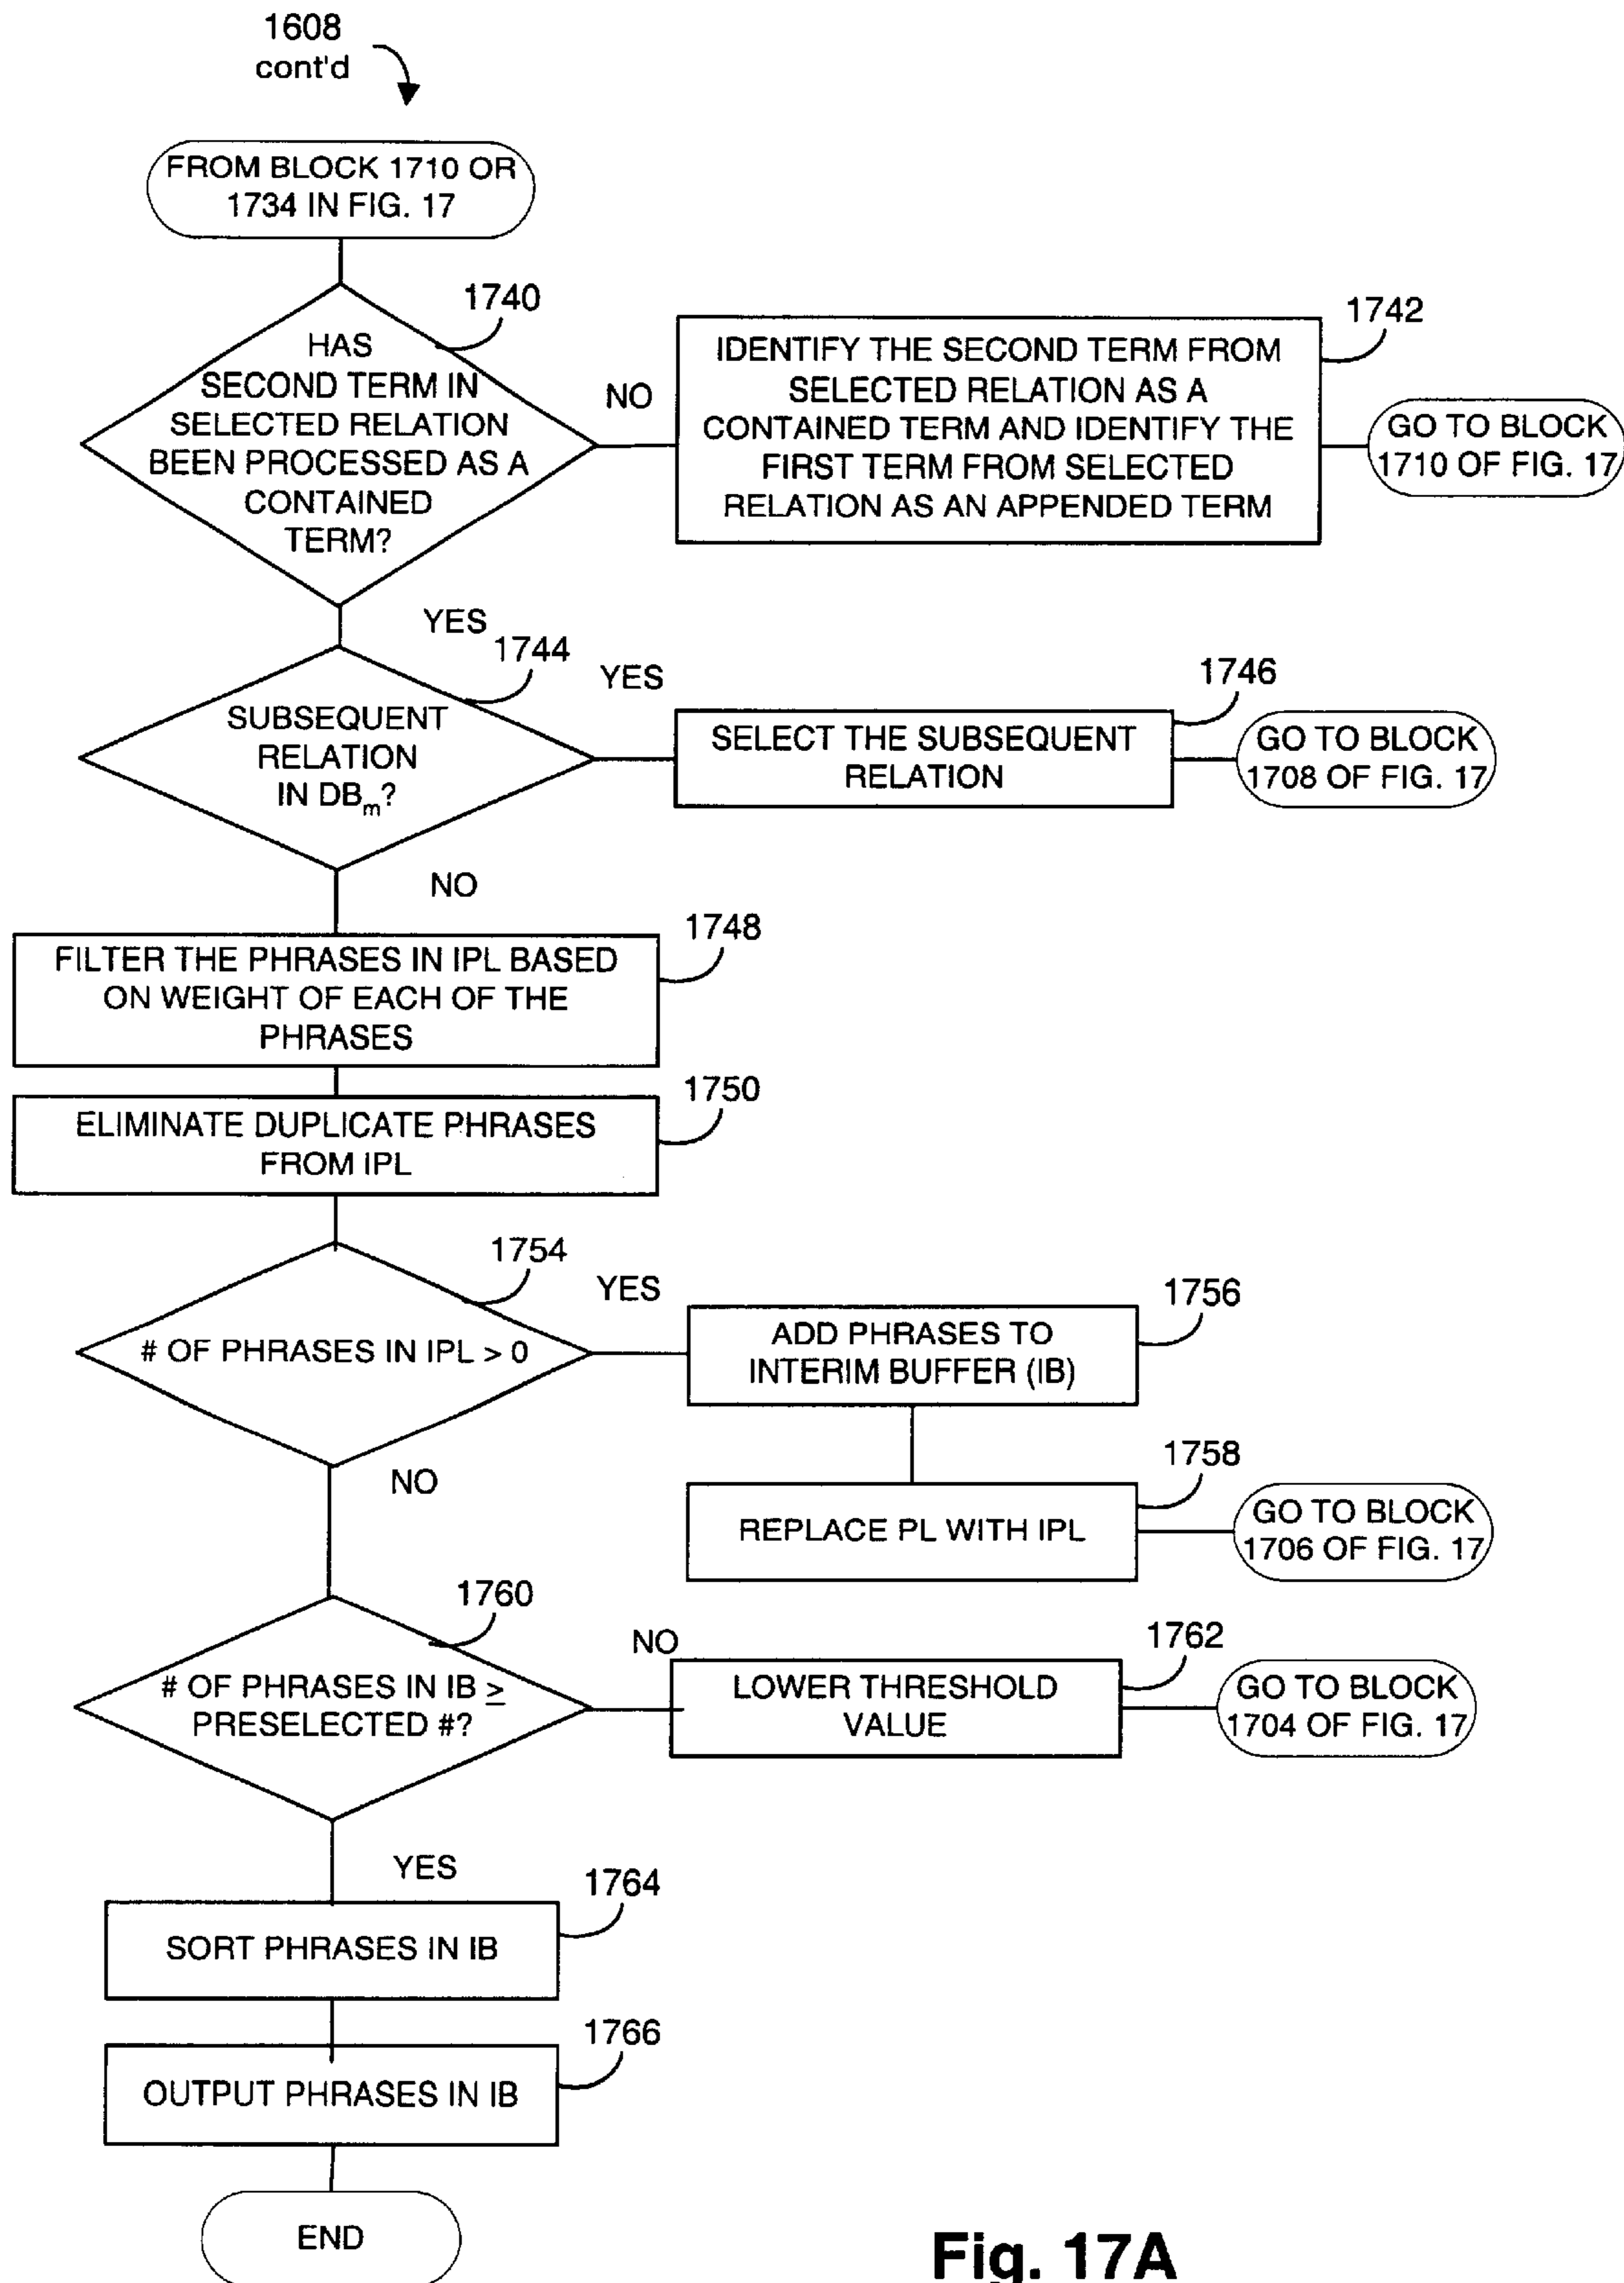 1608
cont'd
FROM BLOCK 1710 OR
1734 IN FIG. 17
1740
HAS
SECOND TERM IN
SELECTED RELATION
BEEN PROCESSED AS A
CONTAINED
TERM?
NO
1742
IDENTIFY THE SECOND TERM FROM
SELECTED RELATION AS A
CONTAINED TERM AND IDENTIFY THE
FIRST TERM FROM SELECTED
RELATION AS AN APPENDED TERM
GO TO BLOCK
1710 OF FIG. 17
YES
1744
SUBSEQUENT
RELATION
IN DBm?
YES
1746
SELECT THE SUBSEQUENT
RELATION
GO TO BLOCK
1708 OF FIG. 17
NO
1748
FILTER THE PHRASES IN IPL BASED
ON WEIGHT OF EACH OF THE
PHRASES
1750
ELIMINATE DUPLICATE PHRASES
FROM IPL
1754
# OF PHRASES IN IPL > 0
YES
1756
ADD PHRASES TO
INTERIM BUFFER (IB)
1758
REPLACE PL WITH IPL
GO TO BLOCK
1706 OF FIG. 17
NO
1760
# OF PHRASES IN IB ≥
PRESELECTED #?
NO
1762
LOWER THRESHOLD
VALUE
GO TO BLOCK
1704 OF FIG. 17
YES
1764
SORT PHRASES IN IB
1766
OUTPUT PHRASES IN IB
END
Fig. 17A